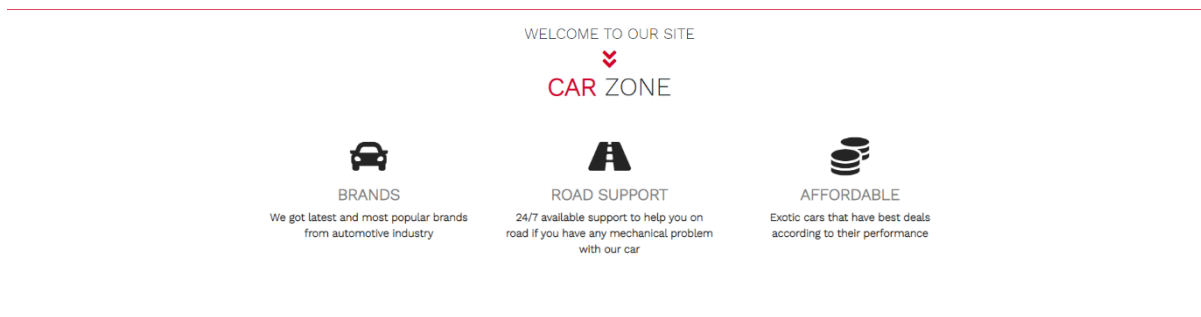 WELCOME TO OUR SITE
CAR ZONE
BRANDS
We got latest and most popular brands
from automotive industry
ROAD SUPPORT
24/7 available support to help you on
road if you have any mechanical problem
with our car
AFFORDABLE
Exotic cars that have best deals
according to their performance